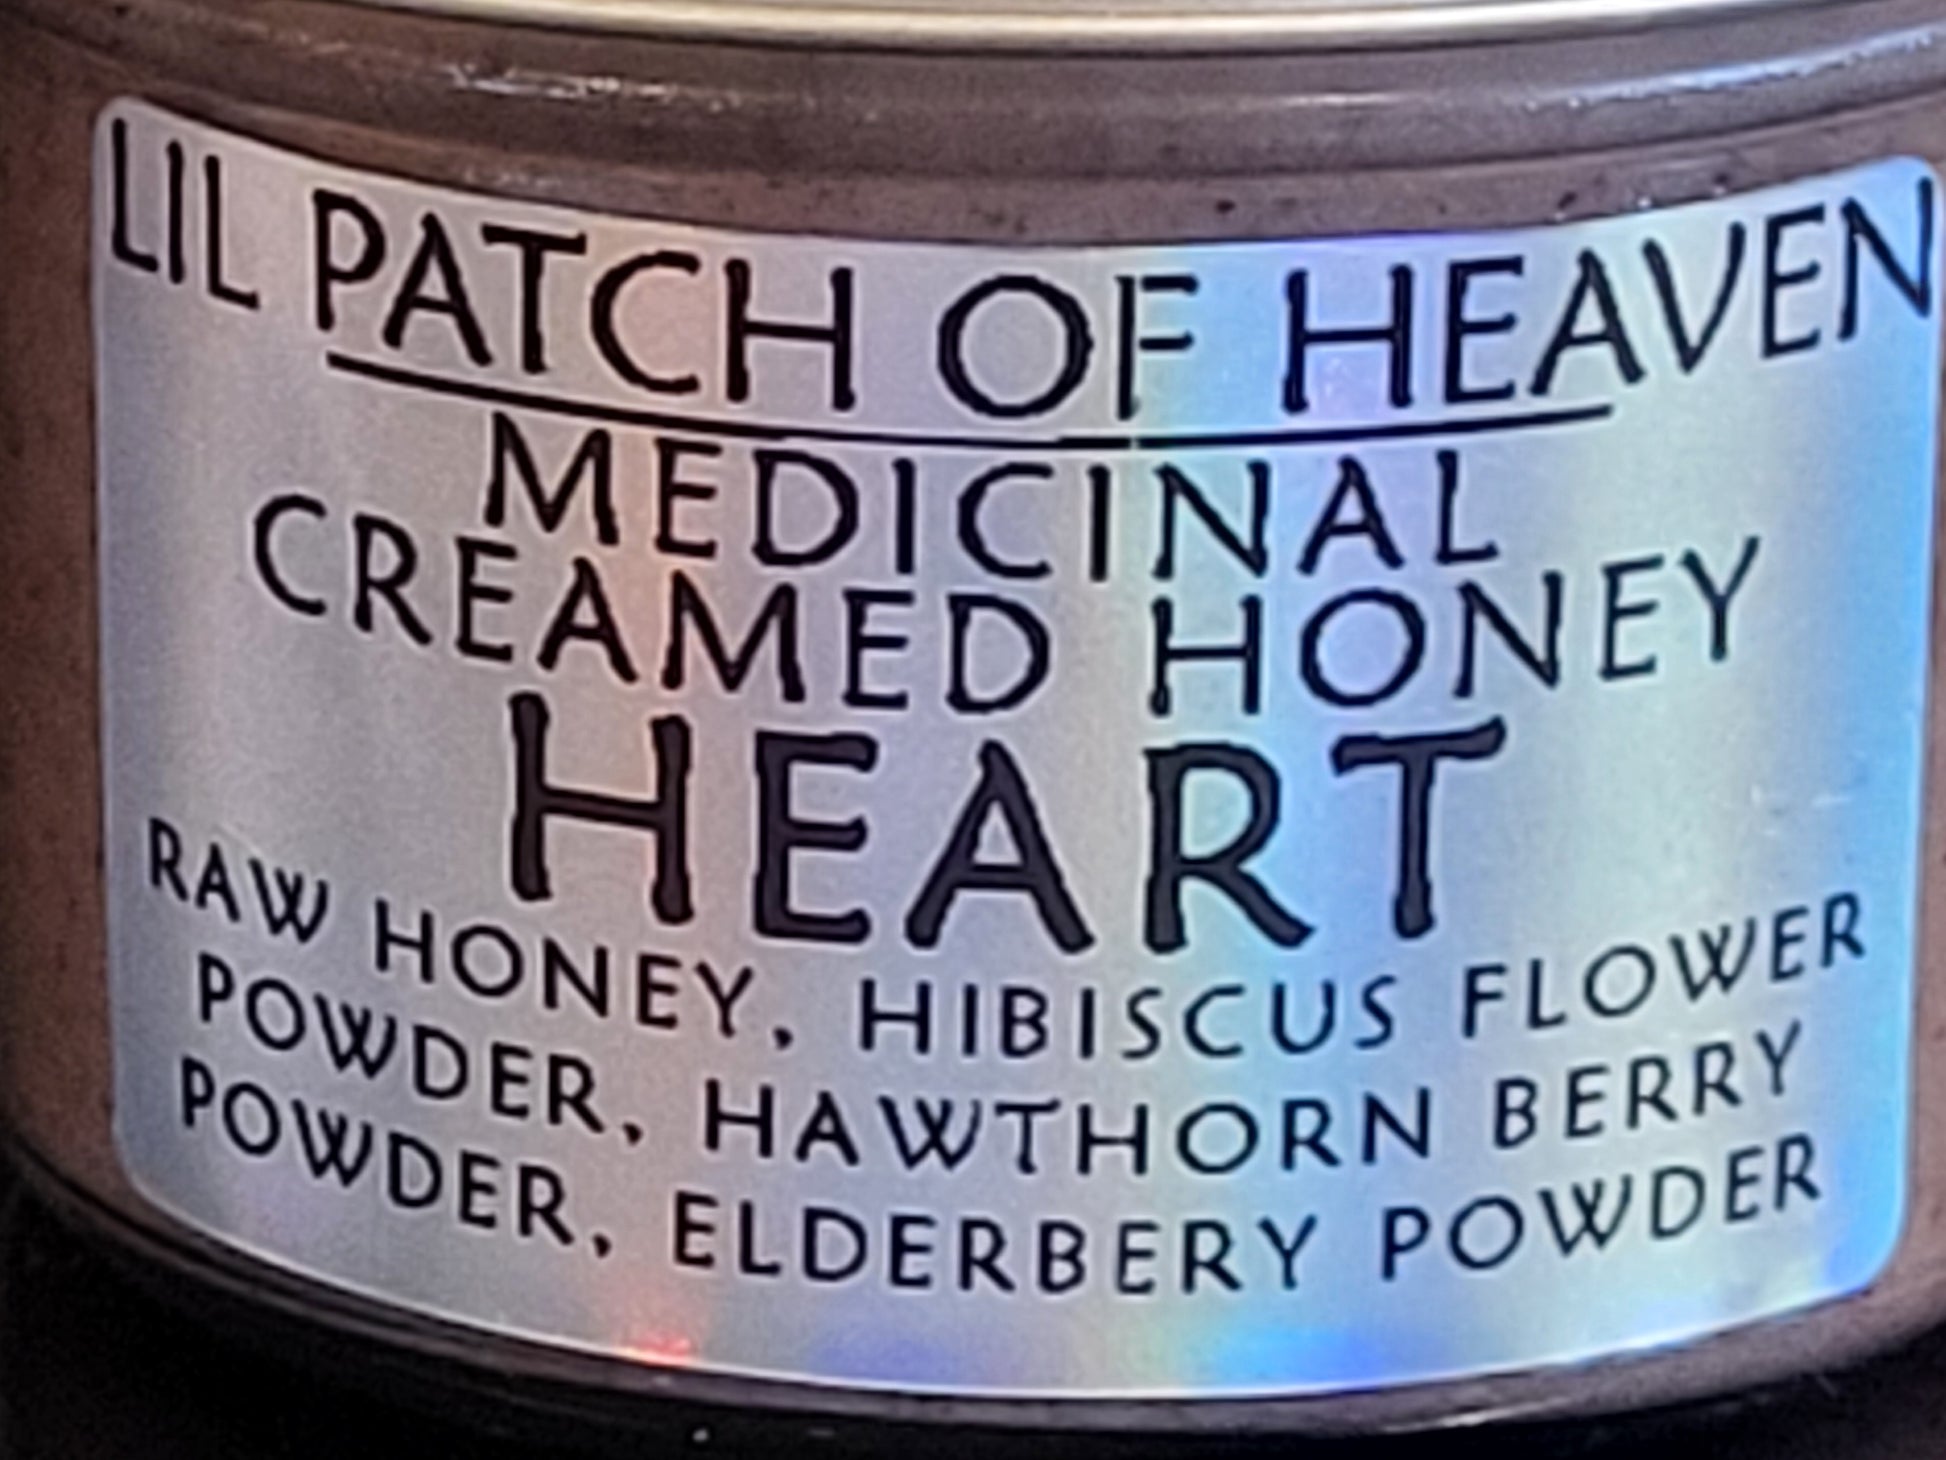 LIL PATCH OF HEAVEN
MEDICINAL
CREAMED HONEY
HEART
RAW HONEY, HIBISCUS FLOWER
POWDER, HAWTHORN BERRY
POWDER, ELDERBERY POWDER